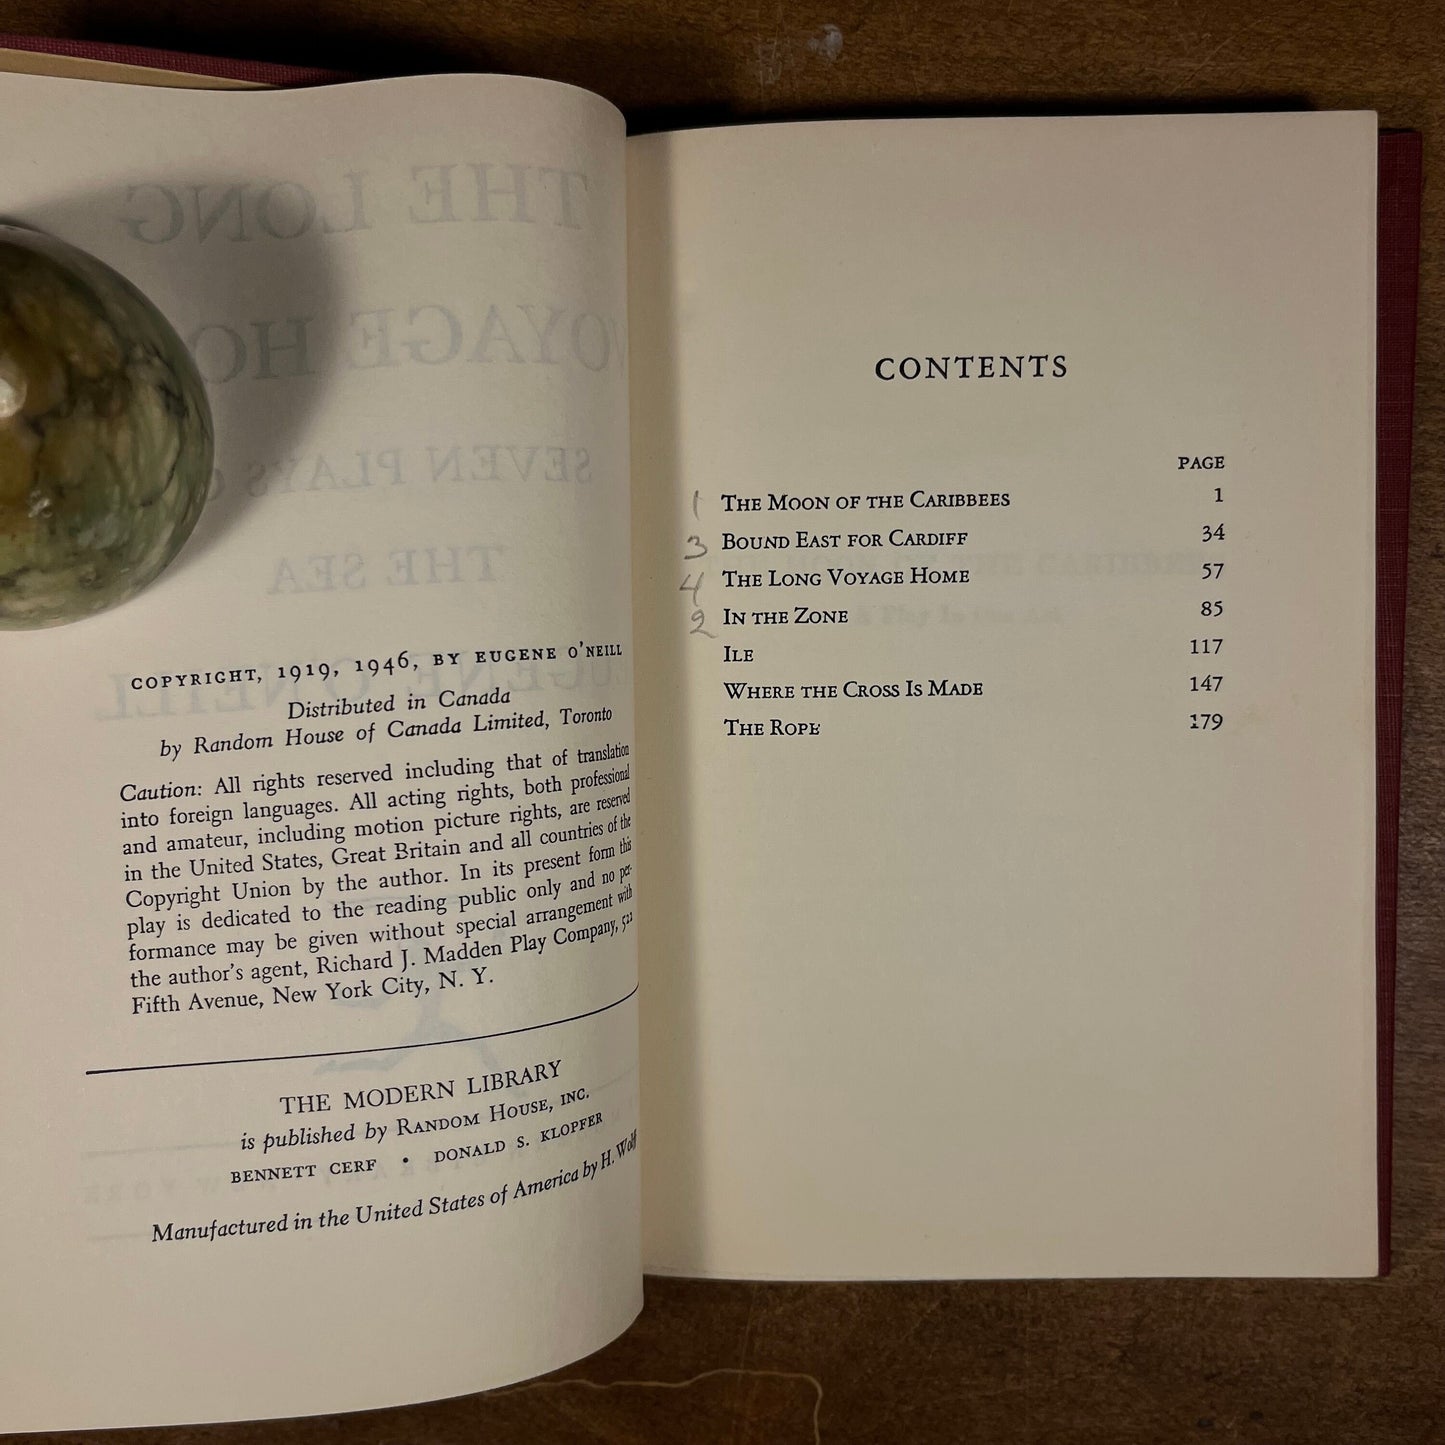 COPYRIGHT, 1919, 1946, BY EUGENE O'NEILL
Distributed in Canada
by Random House of Canada Limited, Toronto
Caution: All rights reserved including that of translation
into foreign languages. All acting rights, both professional
and amateur, including motion picture rights, are reserved
in the United States, Great Britain and all countries of the
Copyright Union by the author. In its present form this
play is dedicated to the reading public only and no per-
formance may be given without special arrangement with
the author's agent, Richard J. Madden Play Company, 522
Fifth Avenue, New York City, N. Y.
THE MODERN LIBRARY
is published by RANDOM HOUSE, INC.
BENNETT CERF • DONALD S. KLOPFER
Manufactured in the United States of America by H. Wolff
CONTENTS
PAGE
1 THE MOON OF THE CARIBBEES 1
3 BOUND EAST FOR CARDIFF 34
4 THE LONG VOYAGE HOME 57
2 IN THE ZONE 85
ILE 117
WHERE THE CROSS IS MADE 147
THE ROPE 179